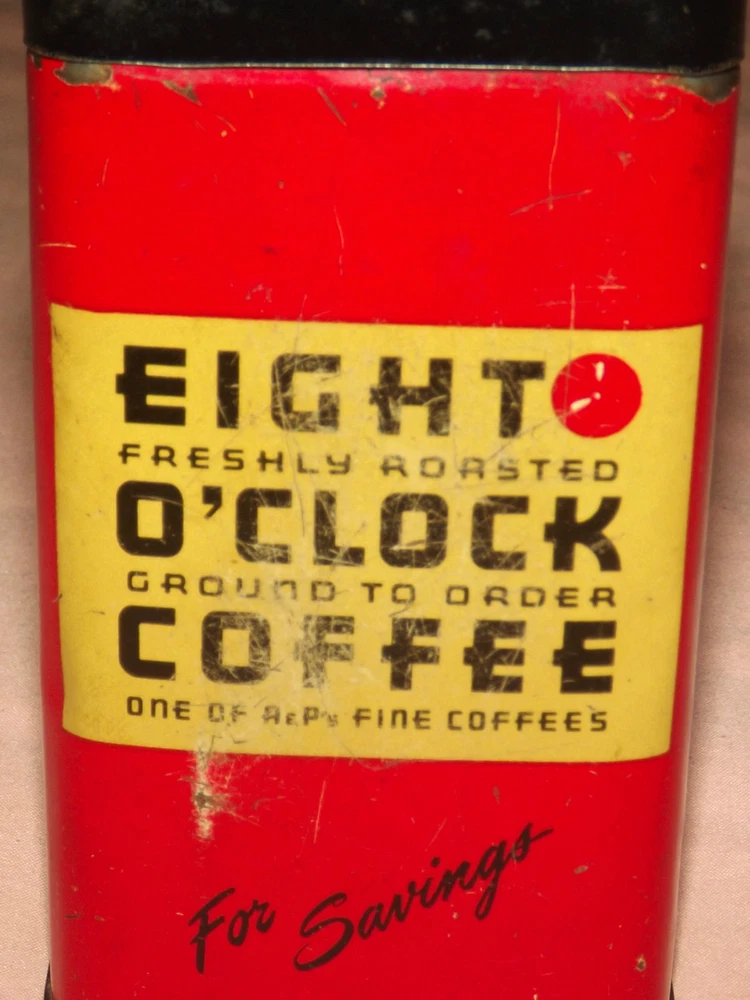 EIGHT
FRESHLY ROASTED
O'CLOCK
GROUND TO ORDER
COFFEE
ONE OF A&P's FINE COFFEES
For Savings